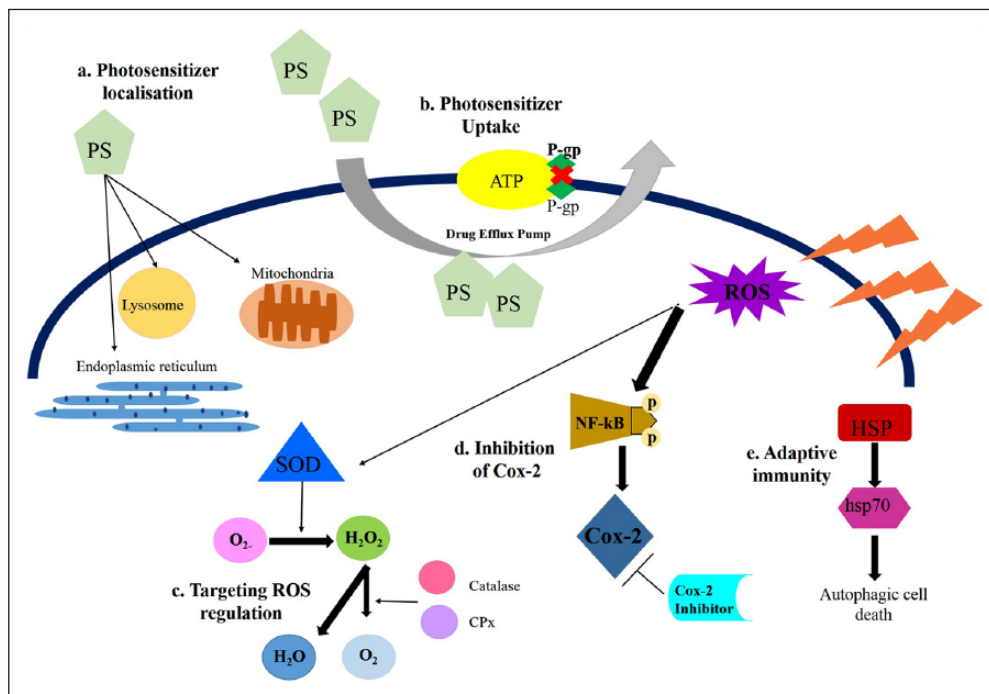 a. Photosensitizer
localisation
PS
PS
PS
b. Photosensitizer
Uptake
P-gp
ATP
P-gp
Drug Efflux Pump
PS
PS
Lysosome
Mitochondria
Endoplasmic reticulum
ROS
SOD
O2-
H2O2
c. Targeting ROS
regulation
Catalase
CPx
H2O
O2
d. Inhibition
of Cox-2
NF-kB
p
p
Cox-2
Cox-2
Inhibitor
HSP
e. Adaptive
immunity
hsp70
Autophagic cell
death